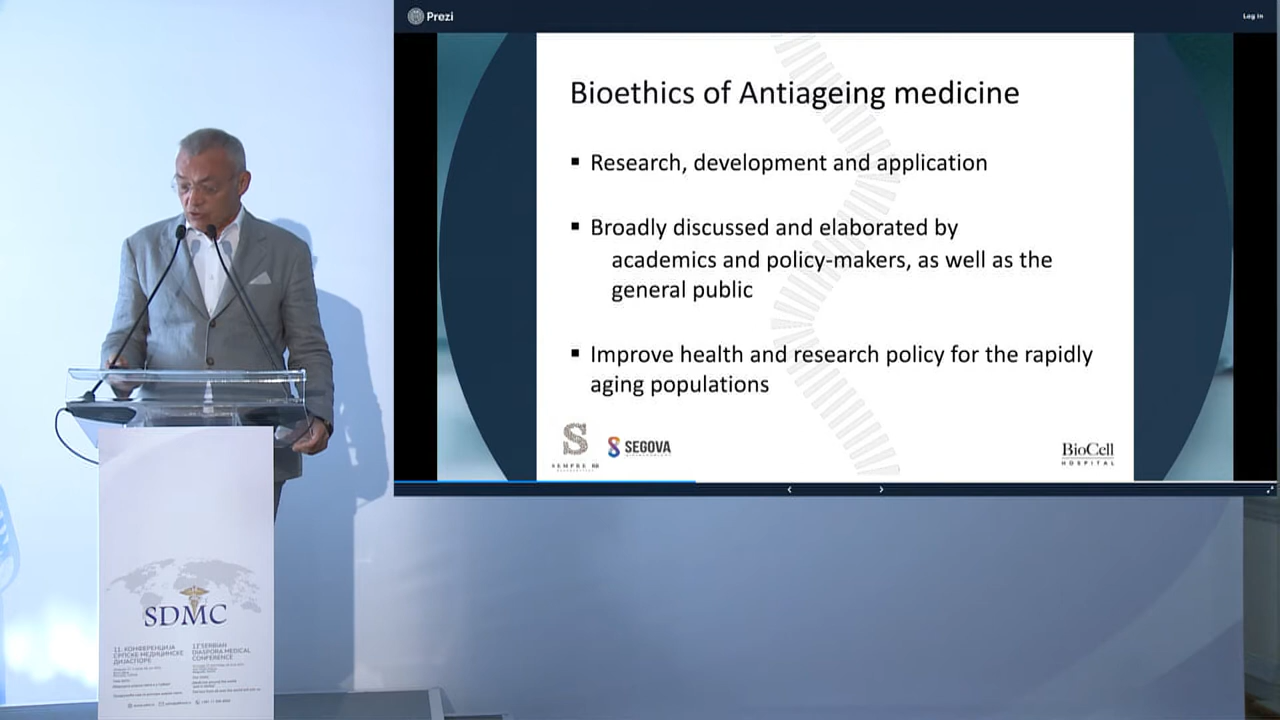 Prezi
Log in
Bioethics of Antiageing medicine
▪ Research, development and application
▪ Broadly discussed and elaborated by
academics and policy-makers, as well as the
general public
▪ Improve health and research policy for the rapidly
aging populations
S
SEGOVA
BioCell
HOSPITAL
SDMC
11. КОНФЕРЕНЦИЈА
СРПСКЕ МЕДИЦИНСКЕ
ДИЈАСПОРЕ
SERBIAN
DIASPORA MEDICAL
CONFERENCE